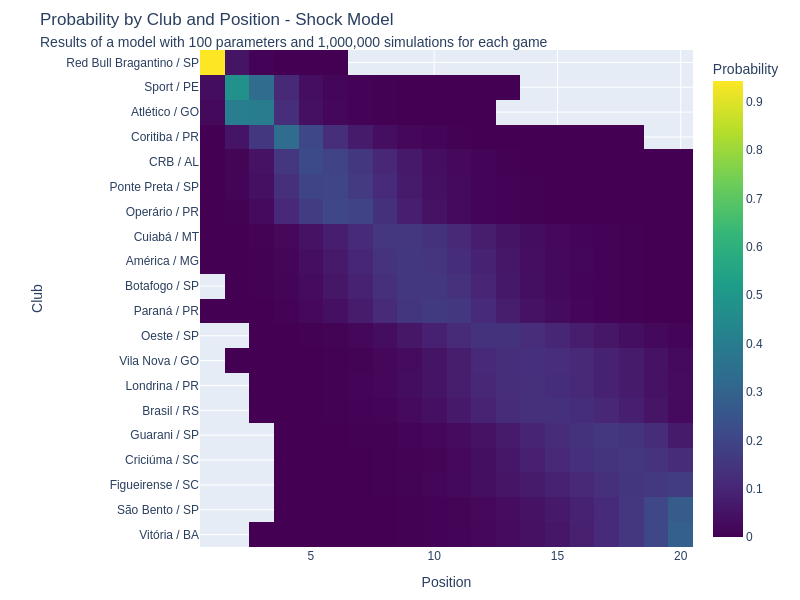 Probability by Club and Position - Shock Model
Results of a model with 100 parameters and 1,000,000 simulations for each game
Probability
Red Bull Bragantino / SP
Sport / PE
Atlético / GO
Coritiba / PR
CRB / AL
Ponte Preta / SP
Operário / PR
Cuiabá / MT
América / MG
Botafogo / SP
Paraná / PR
Oeste / SP
Vila Nova / GO
Londrina / PR
Brasil / RS
Guarani / SP
Criciúma / SC
Figueirense / SC
São Bento / SP
Vitória / BA
Club
5
10
15
20
Position
0.9
0.8
0.7
0.6
0.5
0.4
0.3
0.2
0.1
0